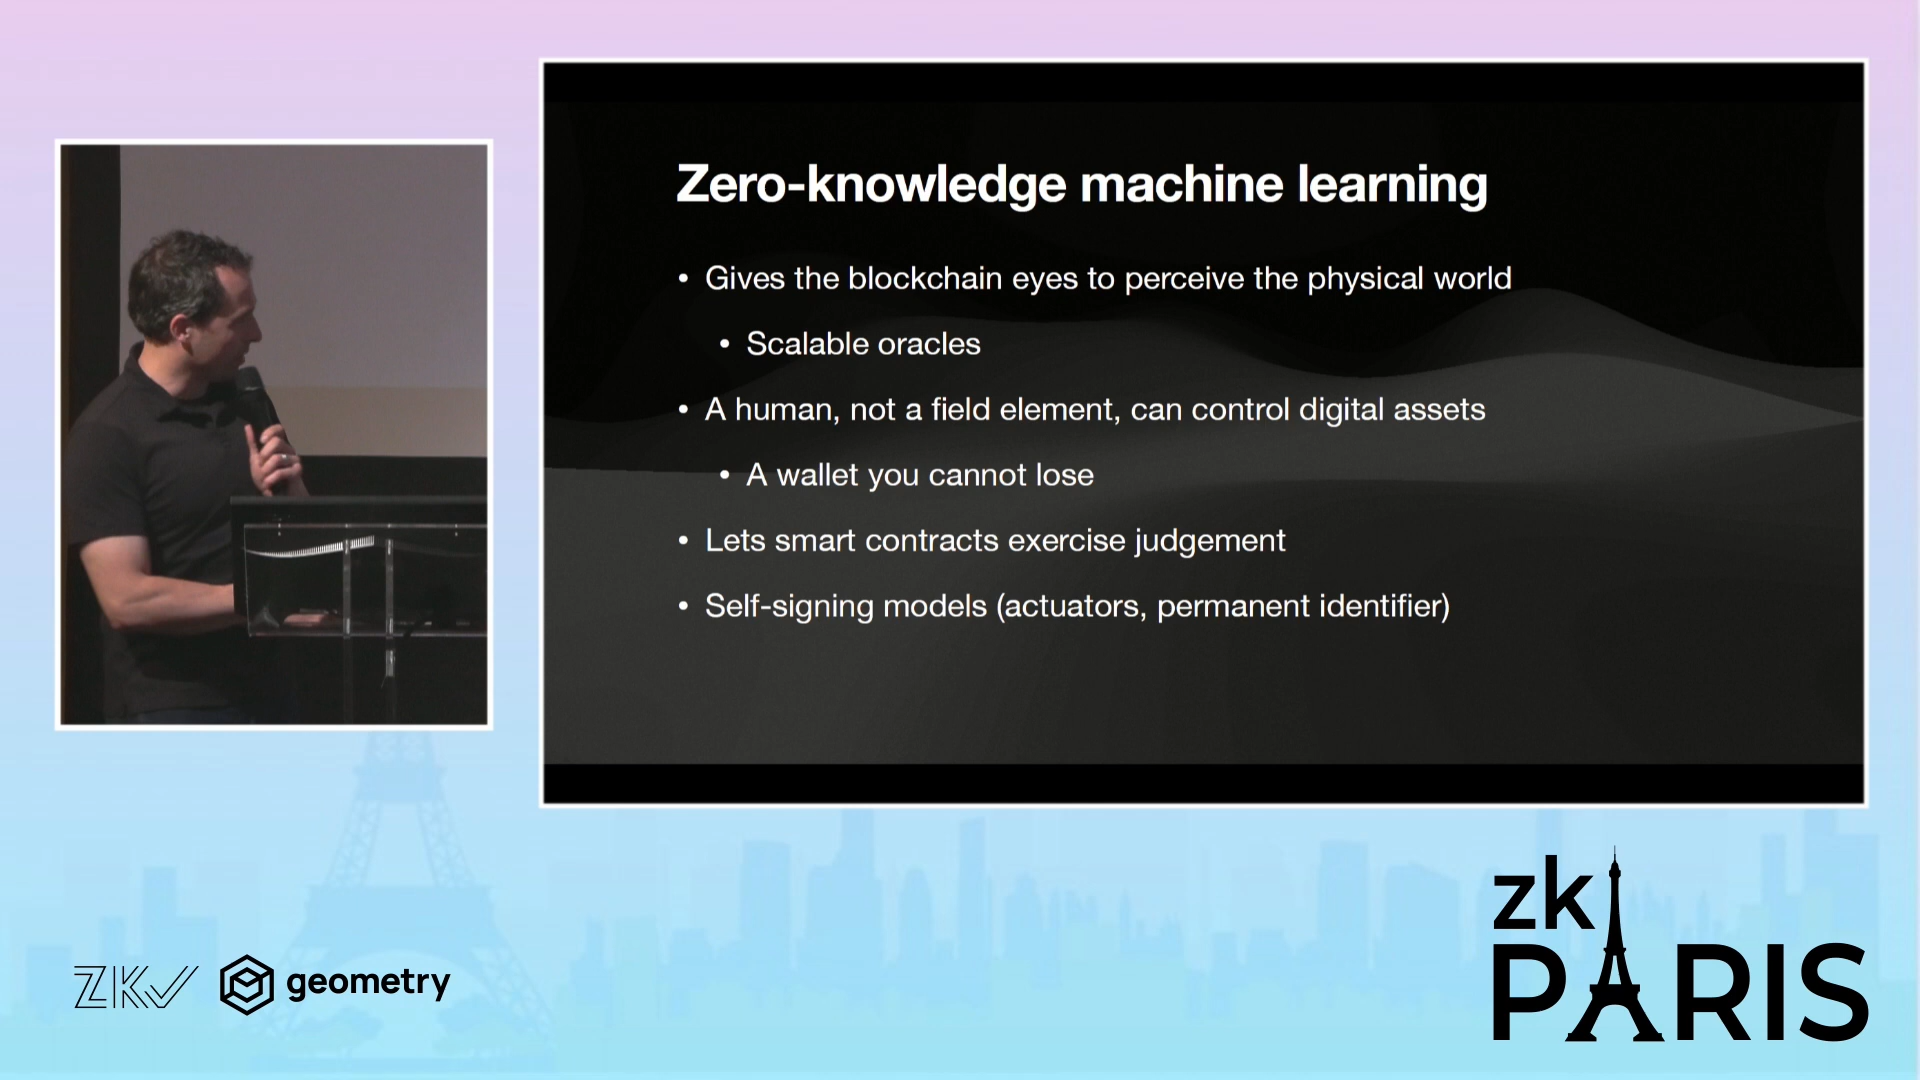 Zero-knowledge machine learning
• Gives the blockchain eyes to perceive the physical world
• Scalable oracles
• A human, not a field element, can control digital assets
• A wallet you cannot lose
• Lets smart contracts exercise judgement
• Self-signing models (actuators, permanent identifier)
ZKV
geometry
zk
PARIS